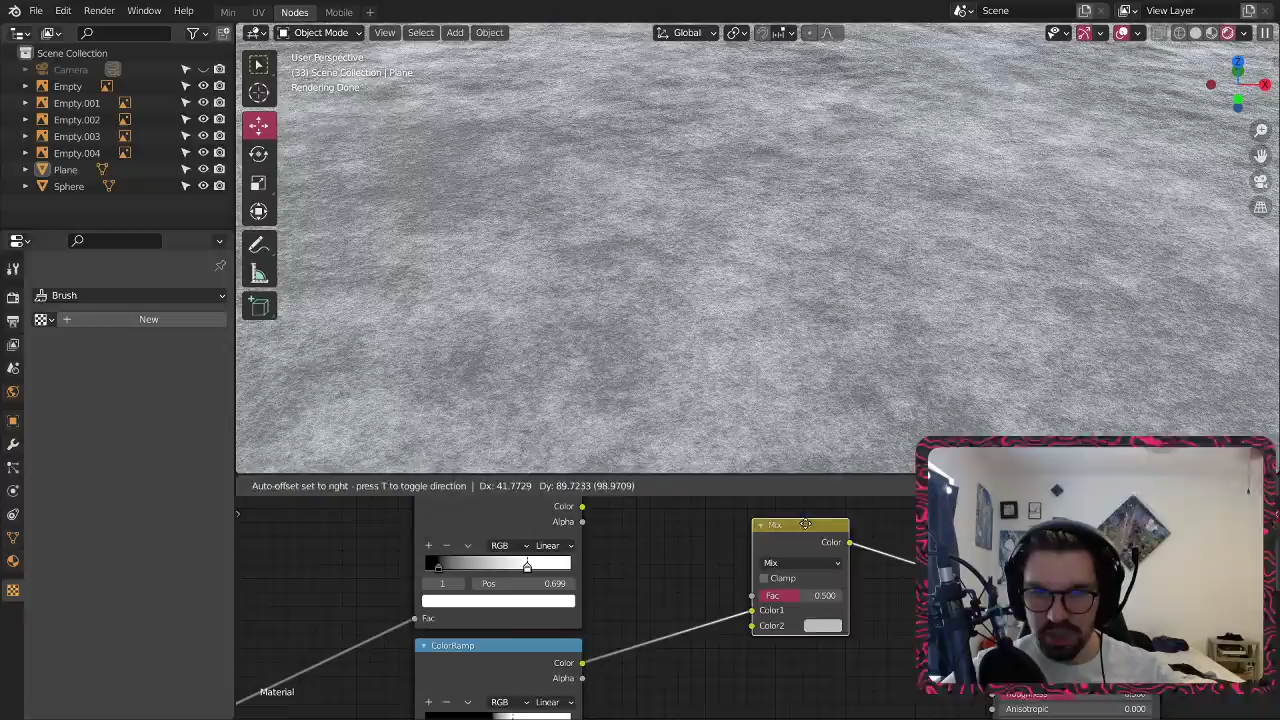 File Edit Render Window Help Min UV Nodes Mobile + Scene View Layer
Object Mode View Select Add Object Global
Scene Collection
Camera
Empty
Empty.001
Empty.002
Empty.003
Empty.004
Plane
Sphere
User Perspective
(33) Scene Collection | Plane
Rendering Done
Z
X
Brush
+ New
Auto-offset set to right - press T to toggle direction | Dx: 41.7729 Dy: 89.7233 (98.9709)
Color
Alpha
+ − RGB Linear
1 Pos 0.699
Fac
ColorRamp
Color
Alpha
+ − RGB Linear
Mix
Color
Mix
Clamp
Fac 0.500
Color1
Color2
Material
Anisotropic 0.000